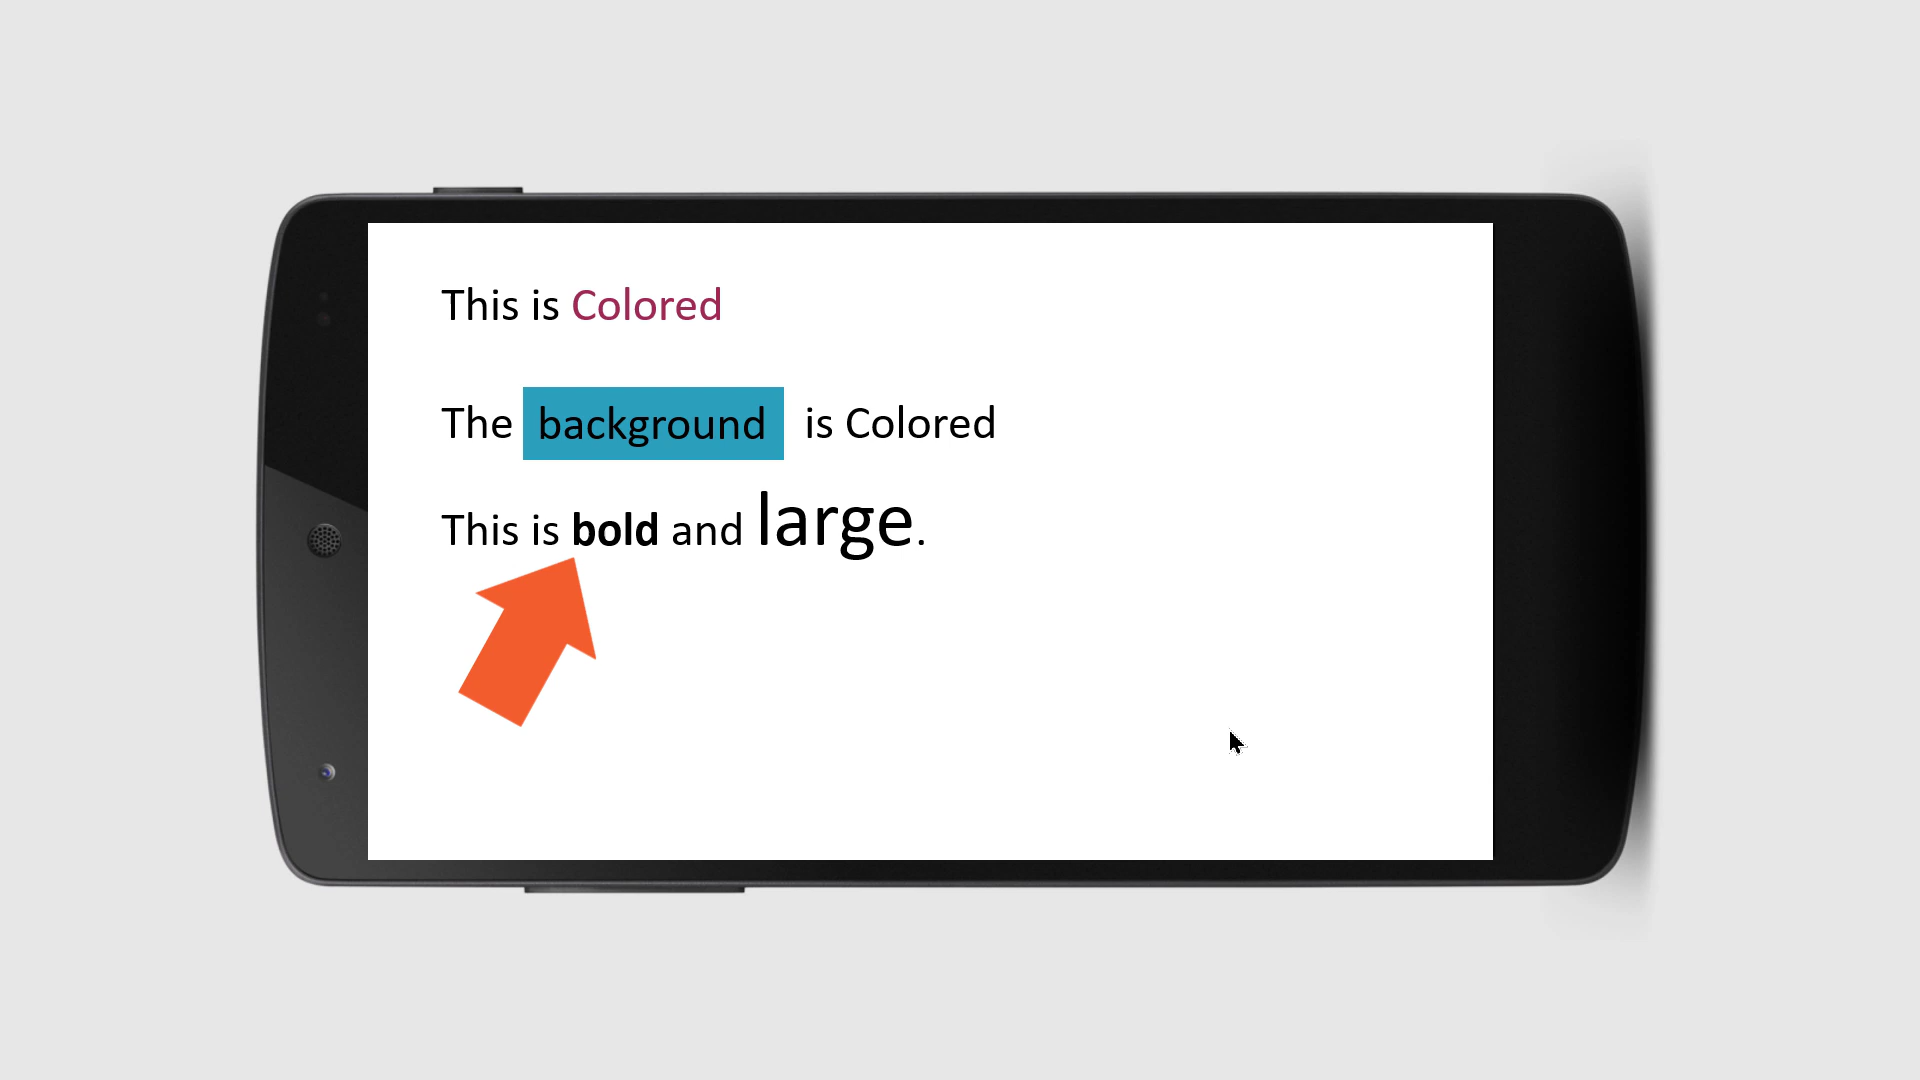 This is Colored
The background is Colored
This is bold and large.